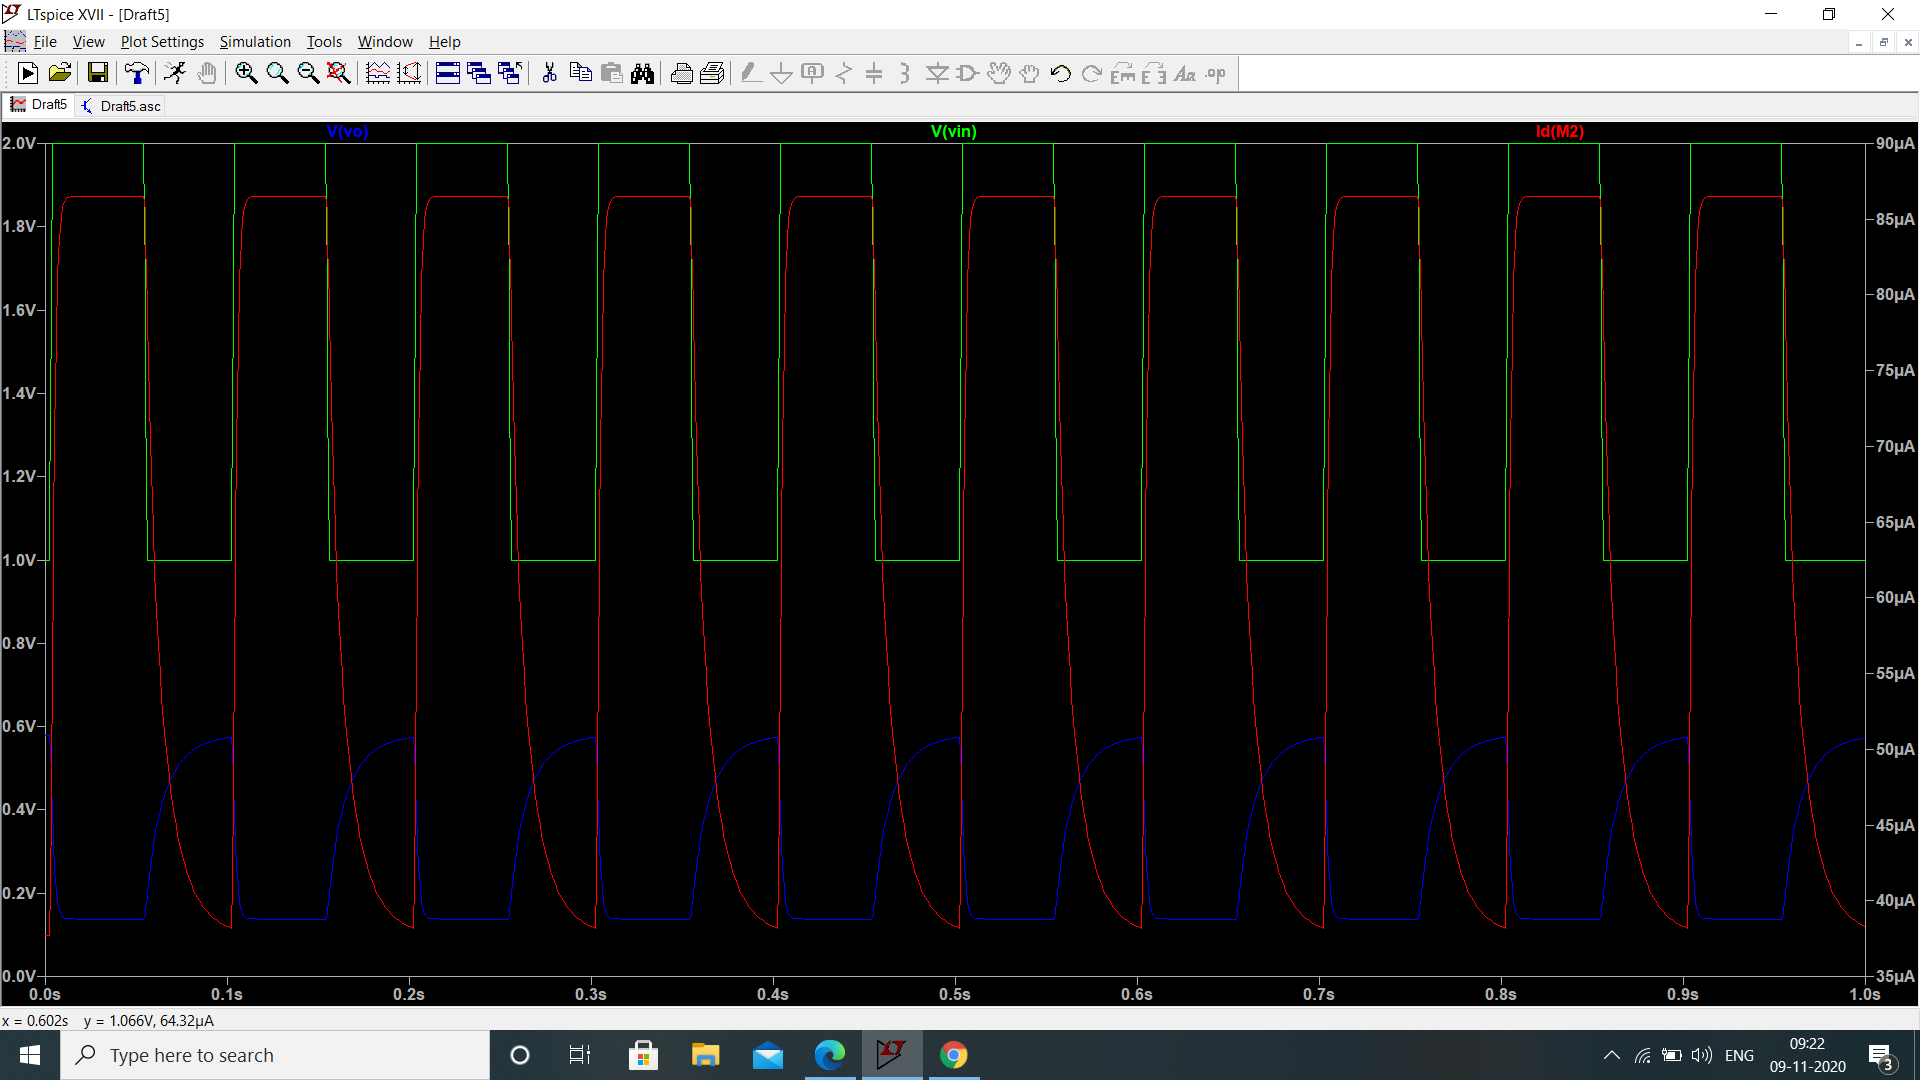 LTspice XVII - [Draft5]
File View Plot Settings Simulation Tools Window Help
Draft5 Draft5.asc
V(vo) V(vin) Id(M2)
2.0V 90µA
1.8V 85µA
1.6V 80µA
1.4V 75µA
1.2V 70µA
1.0V 65µA
0.8V 60µA
0.6V 55µA
0.4V 50µA
0.2V 45µA
0.0V 40µA
35µA
0.0s 0.1s 0.2s 0.3s 0.4s 0.5s 0.6s 0.7s 0.8s 0.9s 1.0s
x = 0.602s y = 1.066V, 64.32µA
Type here to search
ENG
09:22
09-11-2020
3